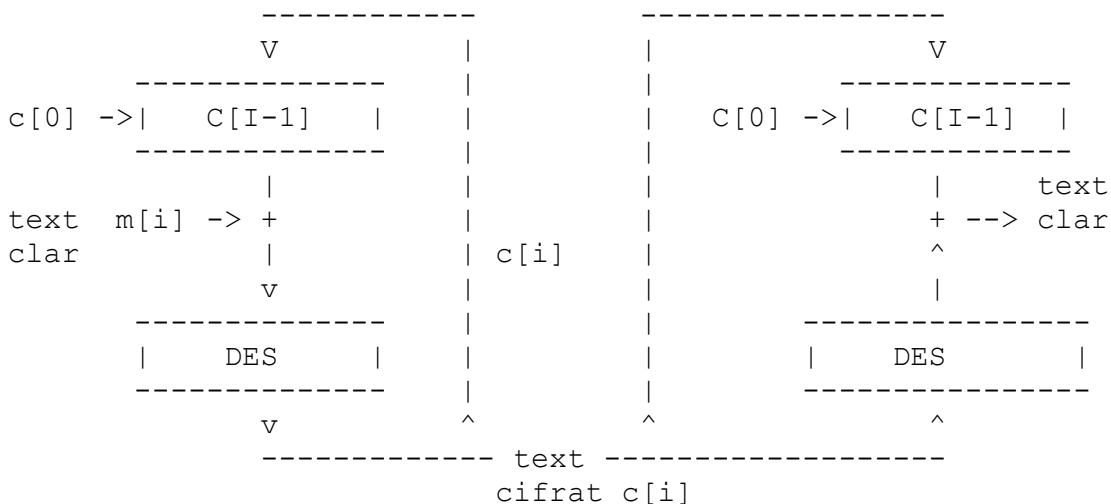 c[0] ->| C[I-1] | | | C[0] ->| C[I-1] |
| | | | text
text m[i] -> + | | + --> clar
clar | | c[i] | ^
| DES | | | | DES |
------------- text ------------------
cifrat c[i]